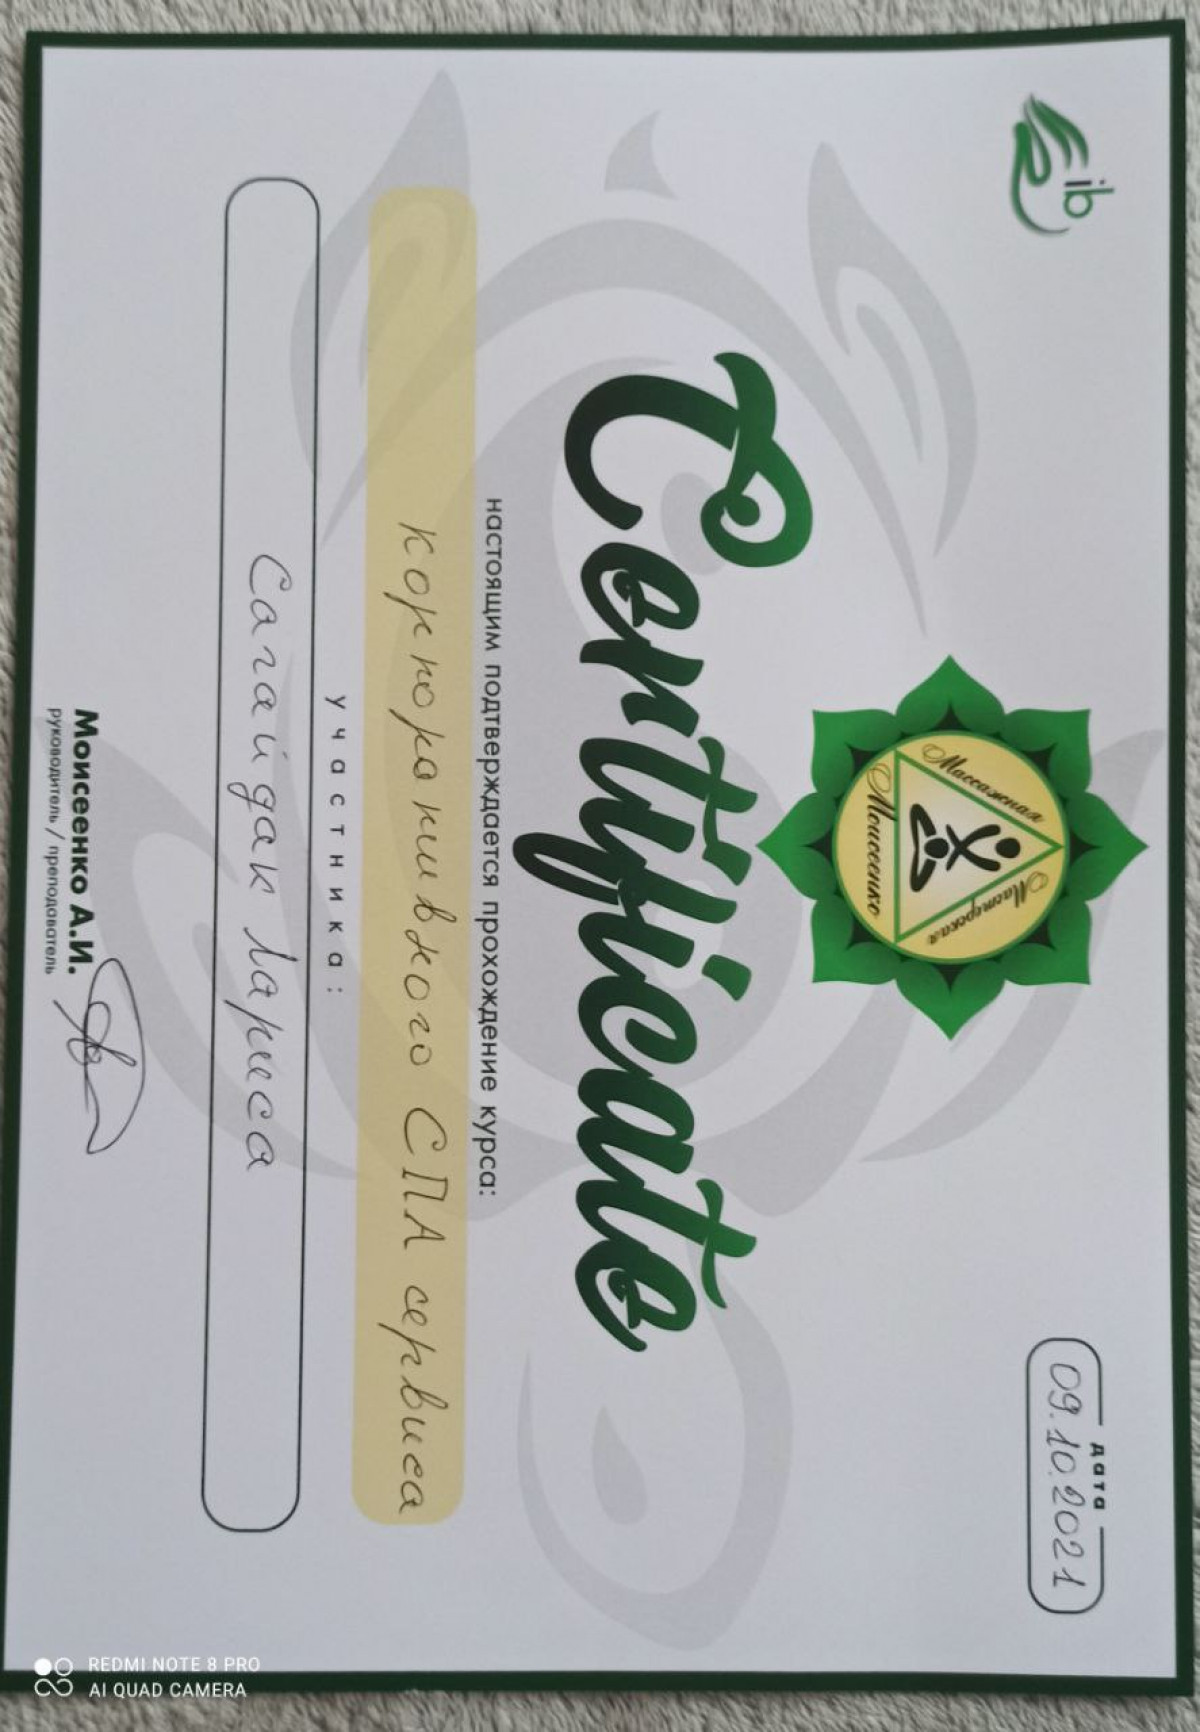 ib
дата
09.10.2021
Массажная Мастерская
Моисеенко
Certificate
настоящим подтверждается прохождение курса:
корпоративного СПА сервиса
участника:
Сагайдак Лариса
Моисеенко А.И.
руководитель / преподаватель
REDMI NOTE 8 PRO
AI QUAD CAMERA